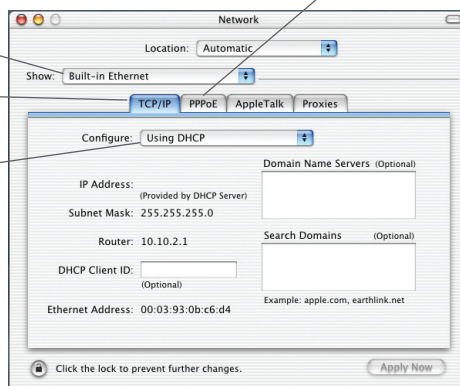 Network
Location: Automatic
Show: Built-in Ethernet
TCP/IP PPPoE AppleTalk Proxies
Configure: Using DHCP
Domain Name Servers (Optional)
IP Address:
(Provided by DHCP Server)
Subnet Mask: 255.255.255.0
Router: 10.10.2.1
Search Domains (Optional)
DHCP Client ID:
(Optional)
Example: apple.com, earthlink.net
Ethernet Address: 00:03:93:0b:c6:d4
Click the lock to prevent further changes.
Apply Now